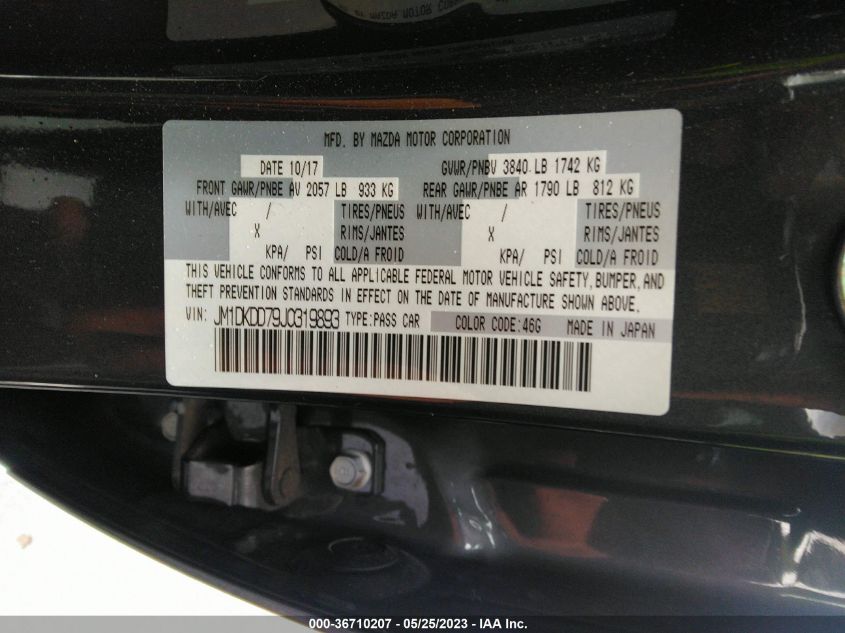 MFD. BY MAZDA MOTOR CORPORATION
DATE 10/17 GVWR/PNBV 3840 LB 1742 KG
FRONT GAWR/PNBE AV 2057 LB 933 KG REAR GAWR/PNBE AR 1790 LB 812 KG
WITH/AVEC / TIRES/PNEUS WITH/AVEC / TIRES/PNEUS
X RIMS/JANTES X RIMS/JANTES
KPA/ PSI COLD/A FROID KPA/ PSI COLD/A FROID
THIS VEHICLE CONFORMS TO ALL APPLICABLE FEDERAL MOTOR VEHICLE SAFETY, BUMPER, AND
THEFT PREVENTION STANDARDS IN EFFECT ON THE DATE OF MANUFACTURE SHOWN ABOVE.
VIN: JM1DKDD79J0319893 TYPE: PASS CAR COLOR CODE: 46G MADE IN JAPAN
000-36710207 - 05/25/2023 - IAA Inc.